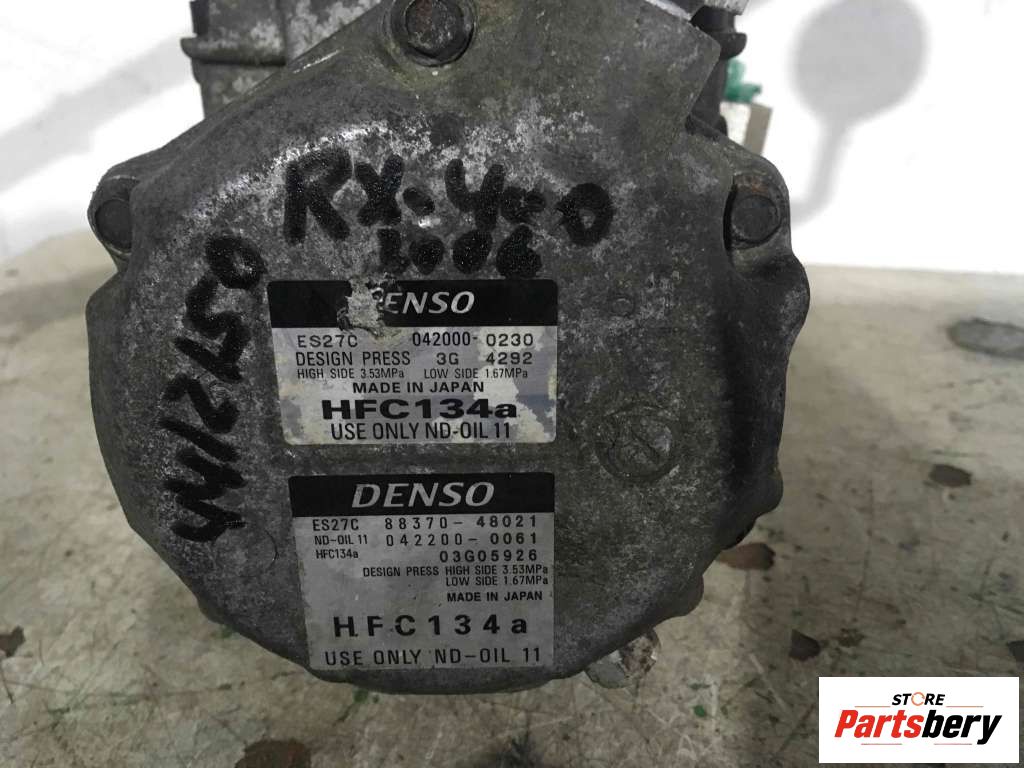 RX-400
2006
4412450
DENSO
ES27C 042000-0230
DESIGN PRESS 3G 4292
HIGH SIDE 3.53MPa LOW SIDE 1.67MPa
MADE IN JAPAN
HFC134a
USE ONLY ND-OIL 11
DENSO
ES27C 88370-48021
ND-OIL 11 042200-0061
HFC134a 03G05926
DESIGN PRESS HIGH SIDE 3.53MPa
LOW SIDE 1.67MPa
MADE IN JAPAN
HFC134a
USE ONLY ND-OIL 11
STORE
Partsbery